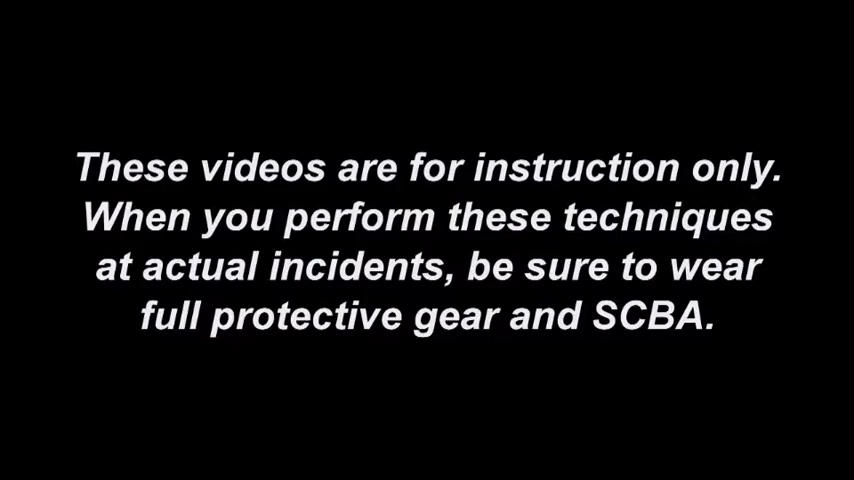 These videos are for instruction only.
When you perform these techniques
at actual incidents, be sure to wear
full protective gear and SCBA.